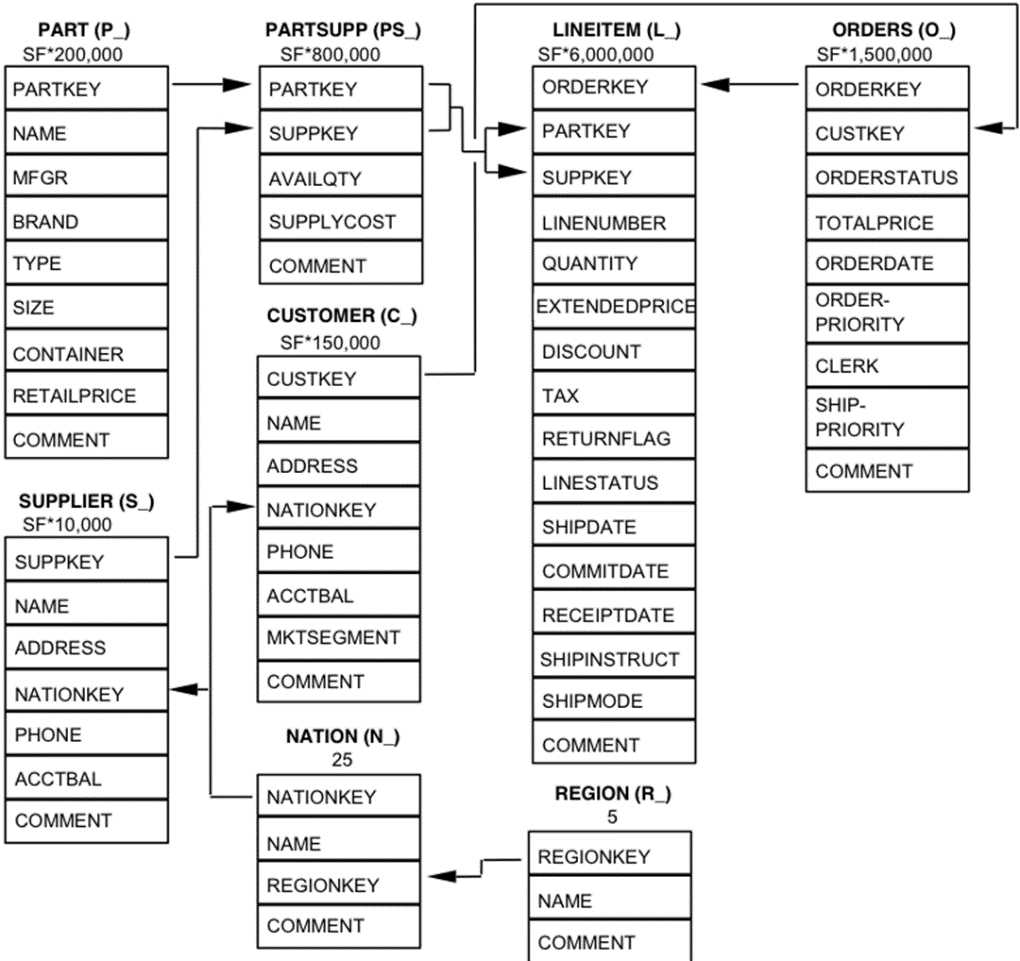 PART (P_)
SF*200,000
PARTKEY
NAME
MFGR
BRAND
TYPE
SIZE
CONTAINER
RETAILPRICE
COMMENT
SUPPLIER (S_)
SF*10,000
SUPPKEY
NAME
ADDRESS
NATIONKEY
PHONE
ACCTBAL
COMMENT
PARTSUPP (PS_)
SF*800,000
PARTKEY
SUPPKEY
AVAILQTY
SUPPLYCOST
COMMENT
CUSTOMER (C_)
SF*150,000
CUSTKEY
NAME
ADDRESS
NATIONKEY
PHONE
ACCTBAL
MKTSEGMENT
COMMENT
NATION (N_)
25
NATIONKEY
NAME
REGIONKEY
COMMENT
LINEITEM (L_)
SF*6,000,000
ORDERKEY
PARTKEY
SUPPKEY
LINENUMBER
QUANTITY
EXTENDEDPRICE
DISCOUNT
TAX
RETURNFLAG
LINESTATUS
SHIPDATE
COMMITDATE
RECEIPTDATE
SHIPINSTRUCT
SHIPMODE
COMMENT
REGION (R_)
5
REGIONKEY
NAME
COMMENT
ORDERS (O_)
SF*1,500,000
ORDERKEY
CUSTKEY
ORDERSTATUS
TOTALPRICE
ORDERDATE
ORDER-
PRIORITY
CLERK
SHIP-
PRIORITY
COMMENT